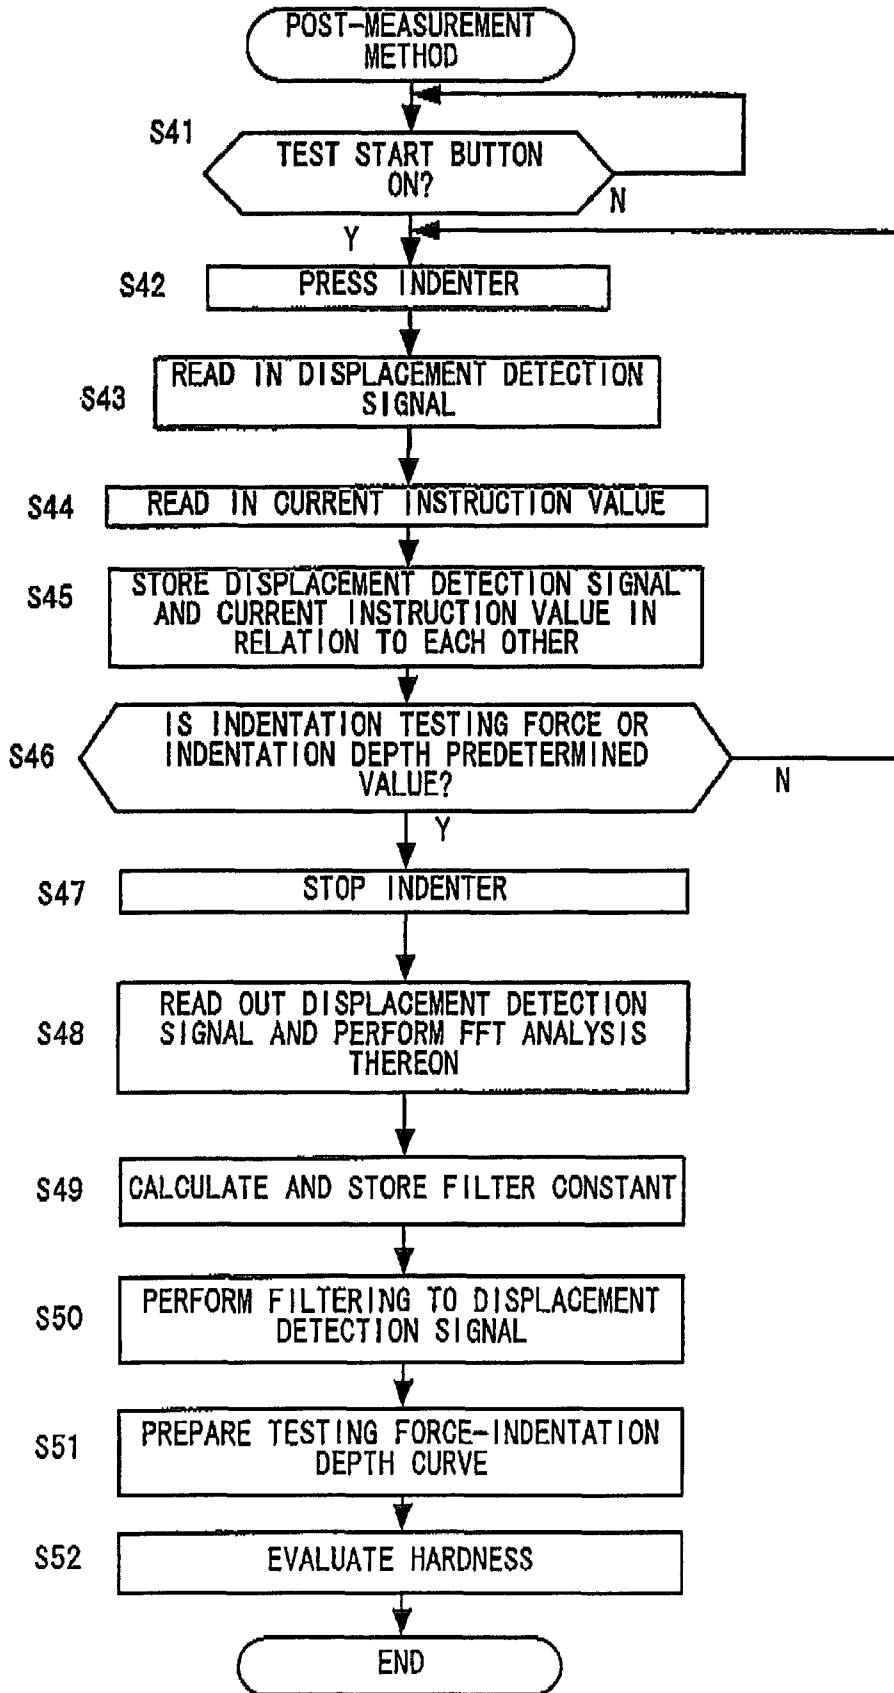 POST-MEASUREMENT
METHOD
S41
TEST START BUTTON
ON?
N
Y
S42
PRESS INDENTER
READ IN DISPLACEMENT DETECTION
SIGNAL
S43
S44
READ IN CURRENT INSTRUCTION VALUE
STORE DISPLACEMENT DETECTION SIGNAL
AND CURRENT INSTRUCTION VALUE IN
RELATION TO EACH OTHER
S45
IS INDENTATION TESTING FORCE OR
INDENTATION DEPTH PREDETERMINED
VALUE?
S46
N
Y
S47
STOP INDENTER
READ OUT DISPLACEMENT DETECTION
SIGNAL AND PERFORM FFT ANALYSIS
THEREON
S48
S49
CALCULATE AND STORE FILTER CONSTANT
S50
PERFORM FILTERING TO DISPLACEMENT
DETECTION SIGNAL
S51
PREPARE TESTING FORCE-INDENTATION
DEPTH CURVE
S52
EVALUATE HARDNESS
END